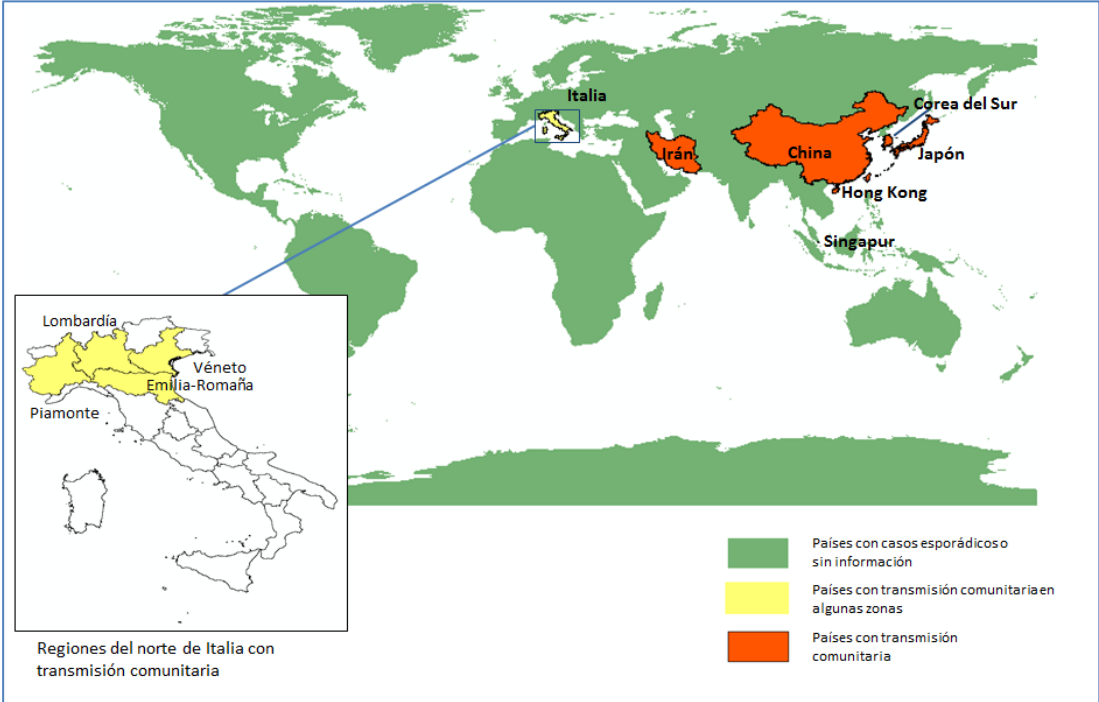 Italia
Corea del Sur
Irán
China
Japón
Hong Kong
Singapur
Lombardía
Véneto
Emilia-Romaña
Piamonte
Regiones del norte de Italia con
transmisión comunitaria
Países con casos esporádicos o
sin información
Países con transmisión comunitaria en
algunas zonas
Países con transmisión
comunitaria